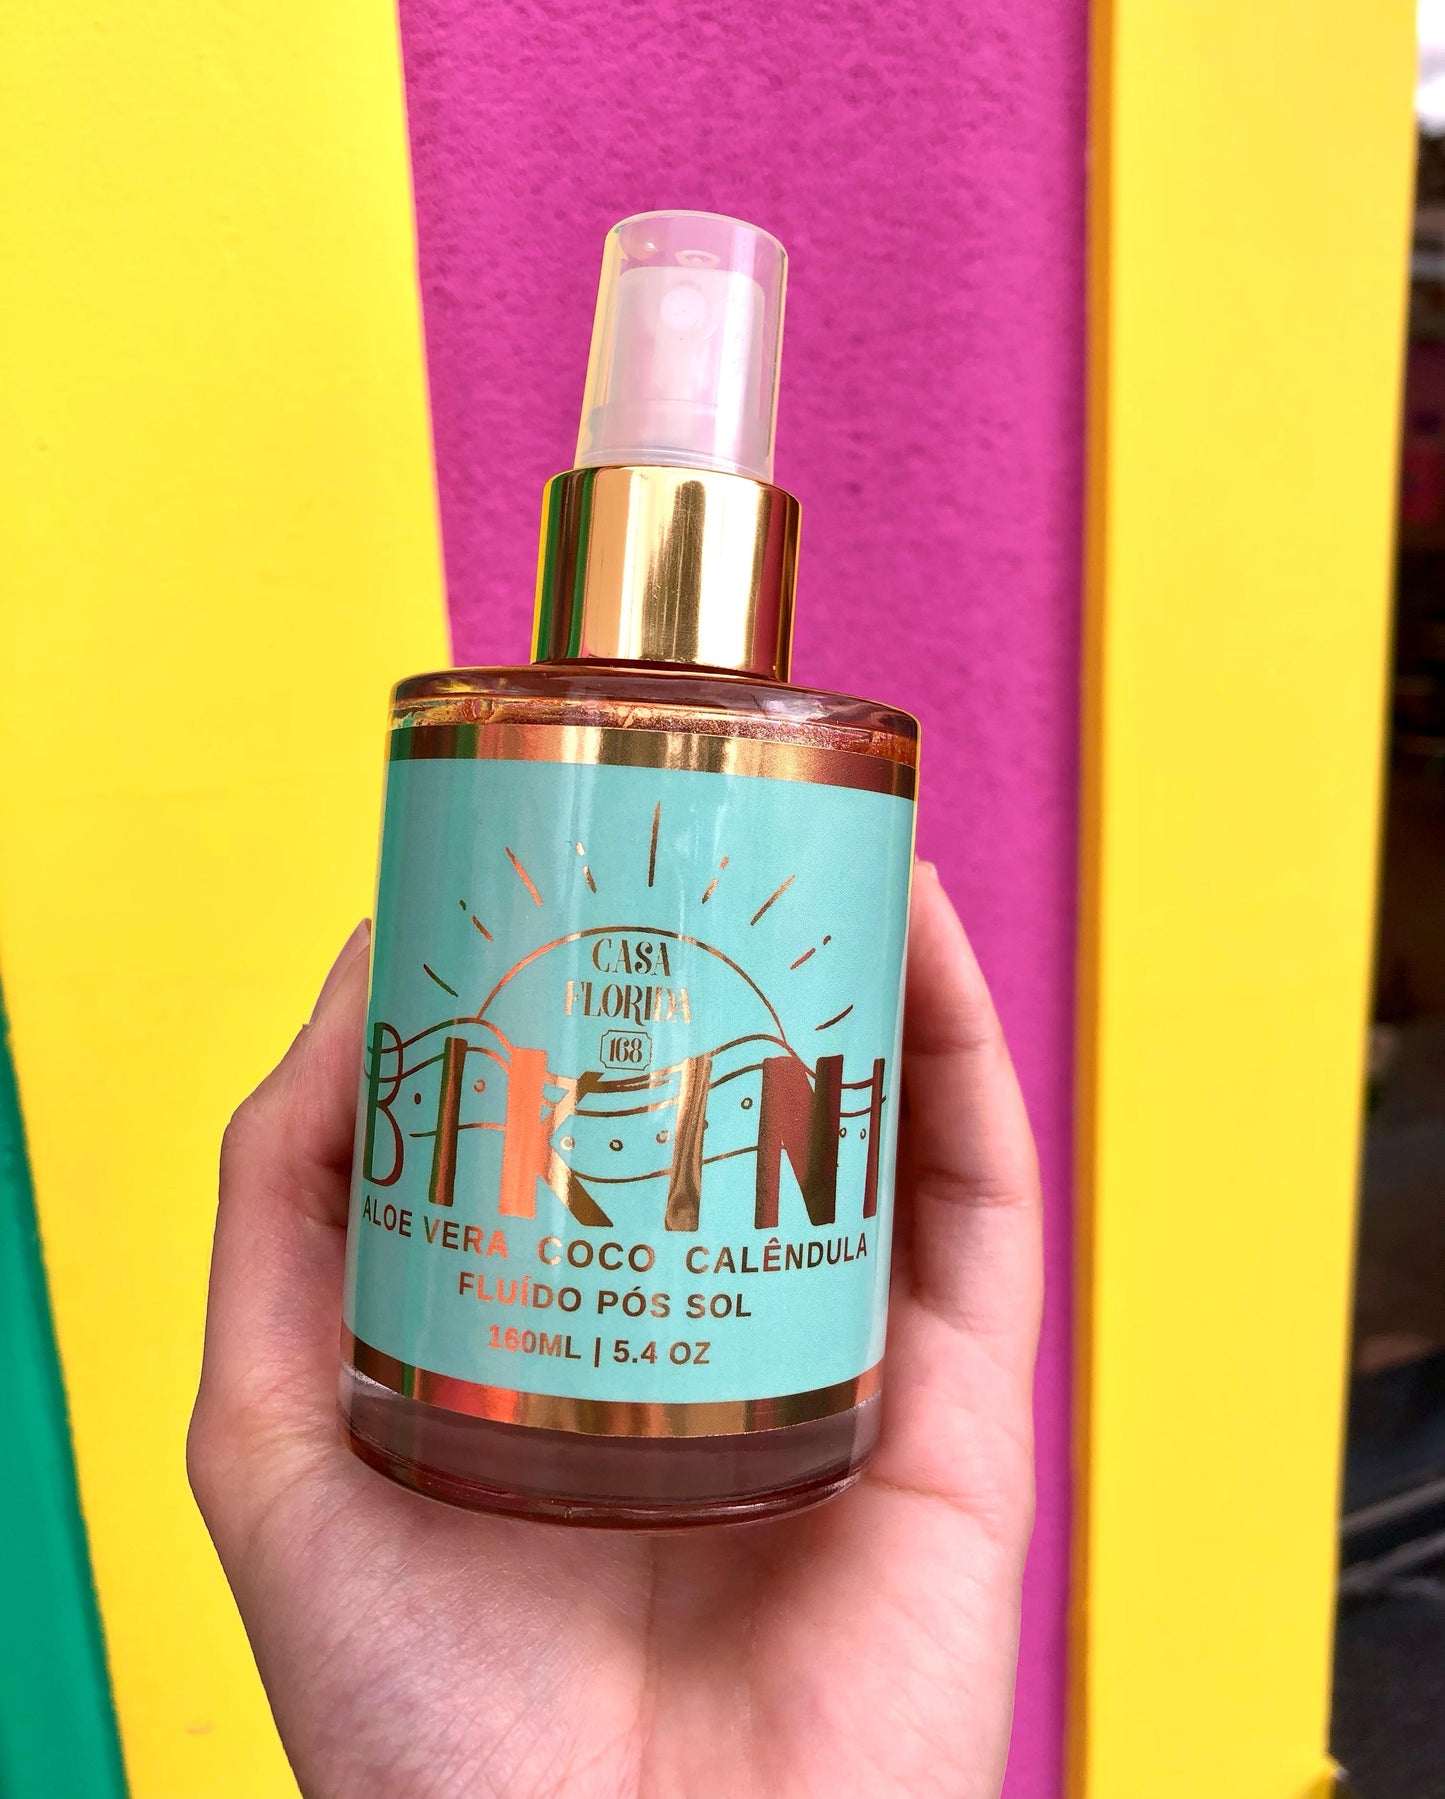 CASA
FLORIDA
168
BIKINI
ALOE VERA COCO CALÊNDULA
FLUÍDO PÓS SOL
160ML | 5.4 OZ